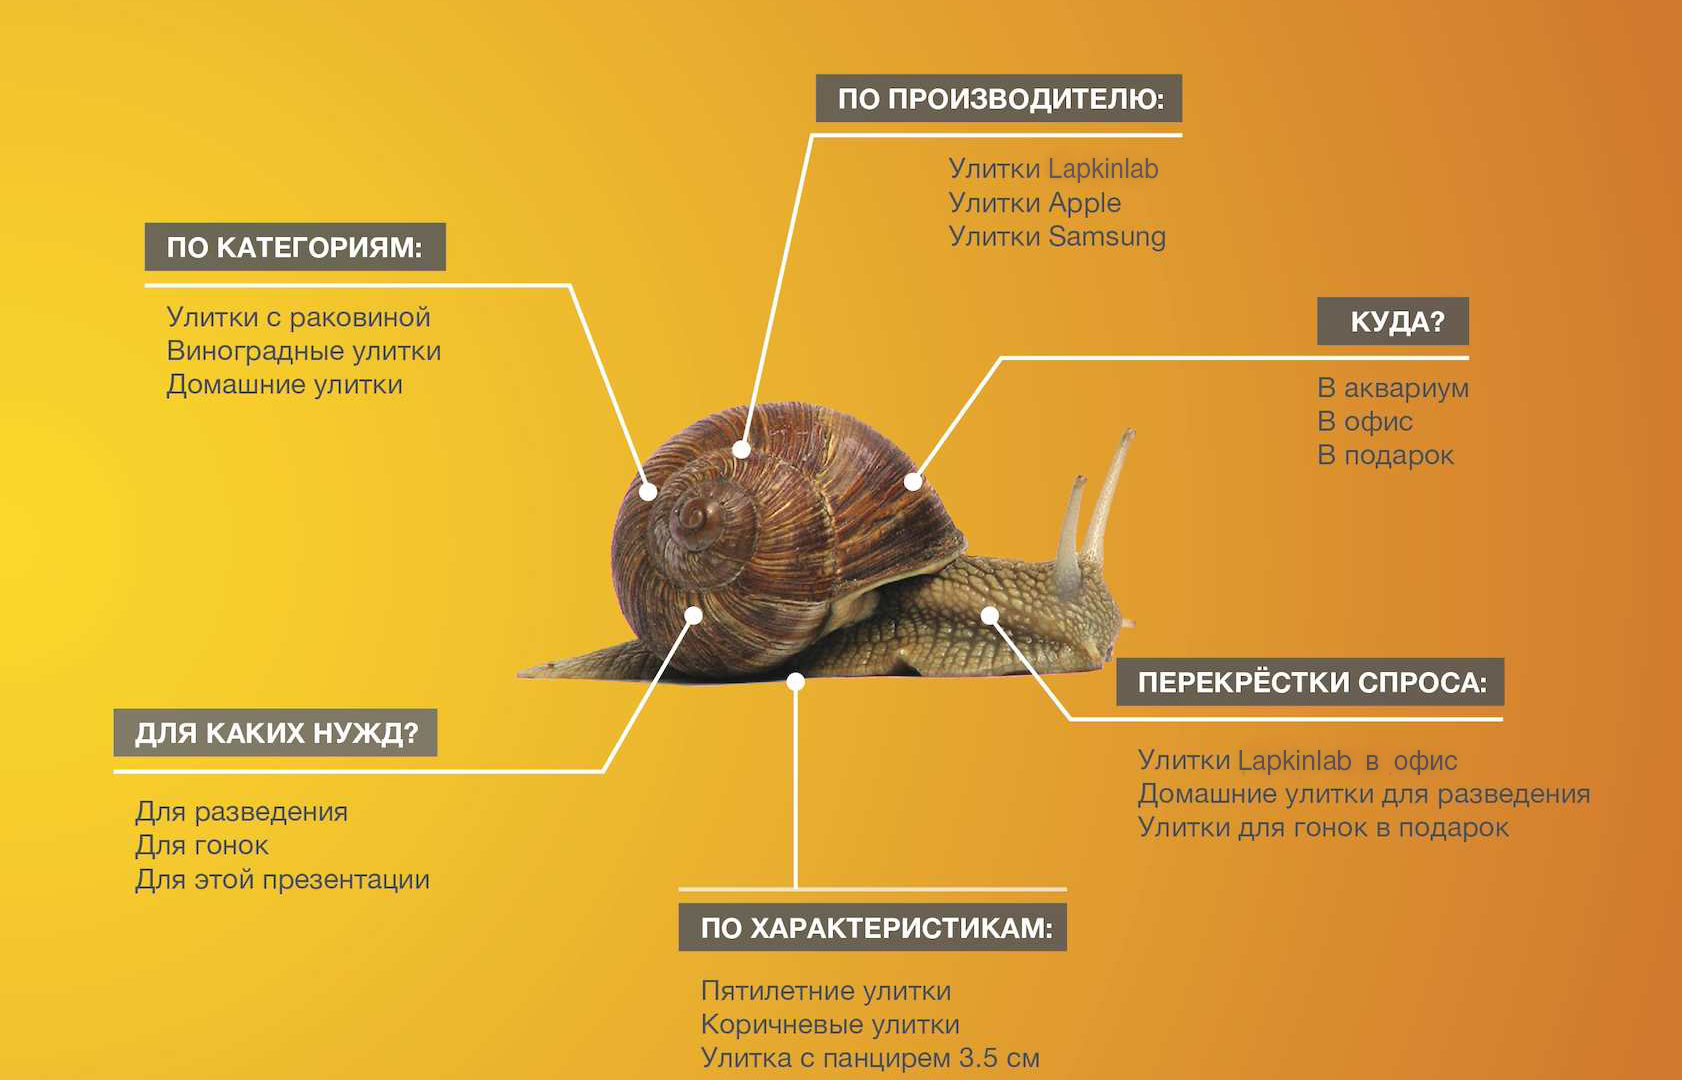 ПО ПРОИЗВОДИТЕЛЮ:
Улитки Lapkinlab
Улитки Apple
Улитки Samsung
ПО КАТЕГОРИЯМ:
Улитки с раковиной
Виноградные улитки
Домашние улитки
КУДА?
В аквариум
В офис
В подарок
ПЕРЕКРЁСТКИ СПРОСА:
Улитки Lapkinlab в офис
Домашние улитки для разведения
Улитки для гонок в подарок
ДЛЯ КАКИХ НУЖД?
Для разведения
Для гонок
Для этой презентации
ПО ХАРАКТЕРИСТИКАМ:
Пятилетние улитки
Коричневые улитки
Улитка с панцирем 3.5 см